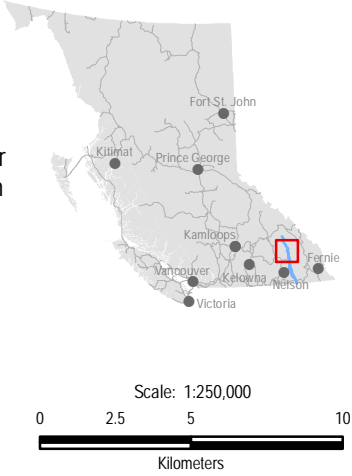 Fort St. John
r
Kitimat
Prince George
n
Kamloops
Fernie
Vancouver
Kelowna
Nelson
Victoria
Scale: 1:250,000
0 2.5 5 10
Kilometers